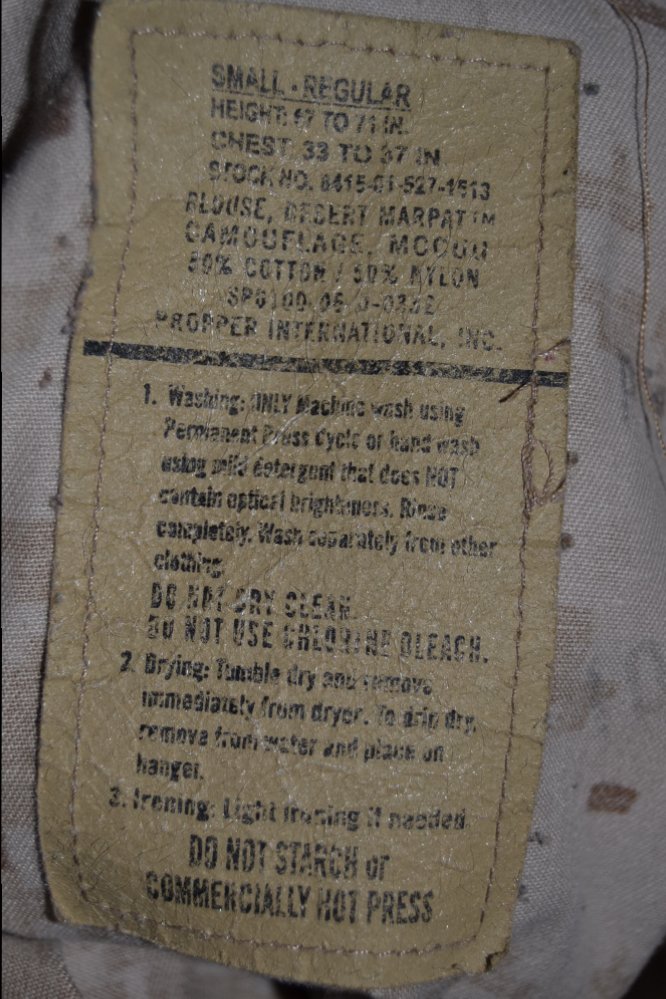 SMALL - REGULAR
HEIGHT: 67 TO 71 IN.
CHEST: 33 TO 37 IN
STOCK NO. 8415-01-527-1513
BLOUSE, DESERT MARPAT™
CAMOUFLAGE, MCCUU
50% COTTON / 50% NYLON
PROPPER INTERNATIONAL, INC.
1. Washing: ONLY Machine wash using
Permanent Press Cycle or hand wash
using mild detergent that does NOT
contain optical brighteners. Rinse
completely. Wash separately from other
clothing.
DO NOT DRY CLEAN.
DO NOT USE CHLORINE BLEACH.
2. Drying: Tumble dry and remove
immediately from dryer. To drip dry,
remove from water and place on
hanger.
3. Ironing: Light ironing if needed.
DO NOT STARCH or
COMMERCIALLY HOT PRESS